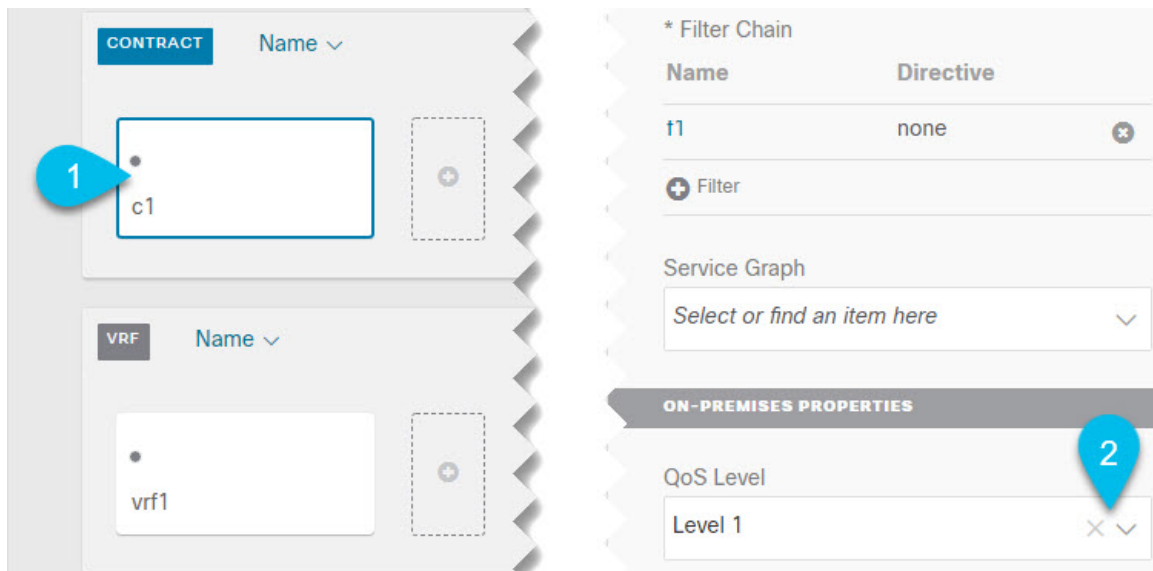 CONTRACT Name
1
c1
VRF Name
vrf1
* Filter Chain
Name Directive
f1 none
Filter
Service Graph
Select or find an item here
ON-PREMISES PROPERTIES
2
QoS Level
Level 1